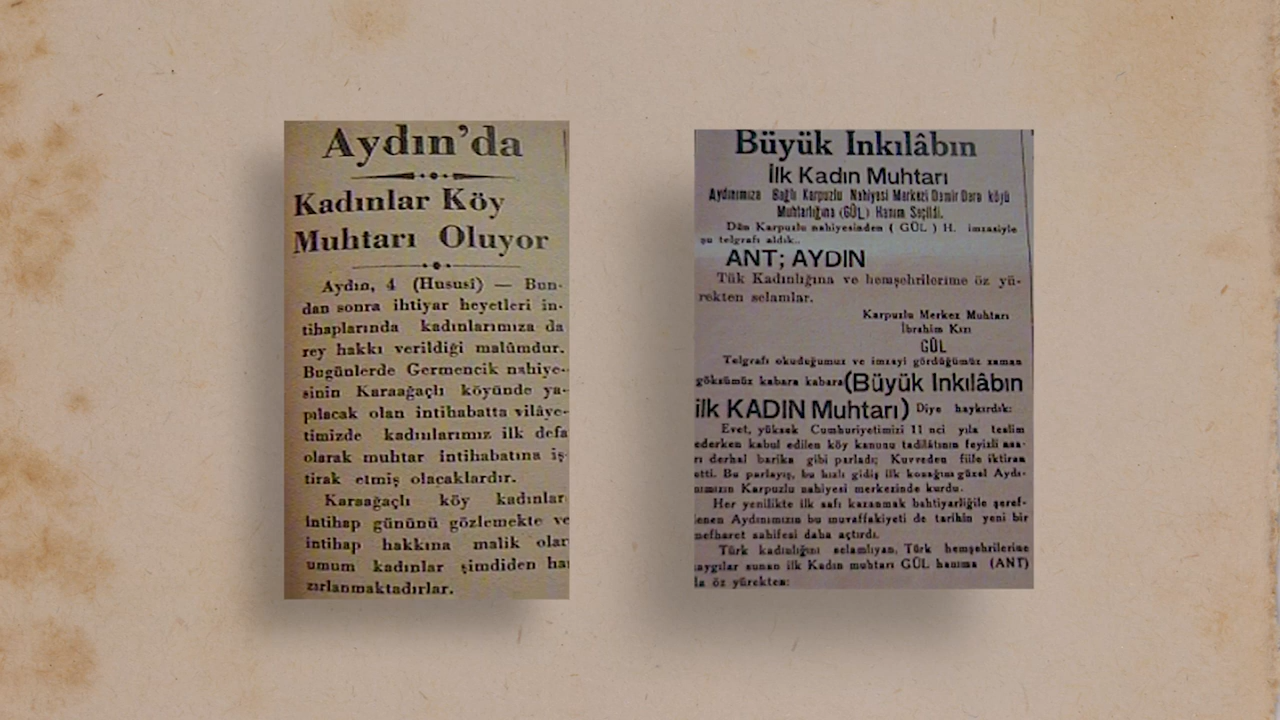 Aydın'da
Kadınlar Köy
Muhtarı Oluyor
Aydın, 4 (Hususî) — Bun-
dan sonra ihtiyar heyetleri in-
tihaplarında kadınlarımıza da
rey hakkı verildiği malûmdur.
Bugünlerde Germencik nahiye-
sinin Karaağaçlı köyünde ya-
pılacak olan intihabatta vilâye-
timizde kadınlarımız ilk defa
olarak muhtar intihabatına iş-
tirak etmiş olacaklardır.
Karaağaçlı köy kadınlar
intihap gününü gözlemekte ve
intihap hakkına malik olar
umum kadınlar şimdiden ha
zırlanmaktadırlar.
Büyük Inkılâbın
İlk Kadın Muhtarı
Aydınımıza Bağlı Karpuzlu Nahiyesi Merkezi Demir Dere köyü
Muhtarlığına (GÜL) Hanım Seçildi.
Dün Karpuzlu nahiyesinden ( GÜL ) H. imzasiyle
şu telgrafı aldık..
ANT; AYDIN
Tük Kadınlığına ve hemşehrilerime öz yü-
rekten selamlar.
Karpuzlu Merkez Muhtarı
İbrahim Kızı
GÜL
Telgrafı okuduğumuz ve imzayi gördüğümüz zaman
göksümüz kabara kabara(Büyük Inkılâbın
ilk KADIN Muhtarı) Diye haykırdık:
Evet, yüksek Cumhuriyetimizi 11 nci yıla teslim
ederken kabul edilen köy kanunu tadilâtının feyizli asa-
rı derhal barika gibi parladı; Kuvveden fiile iktiran
etti. Bu parlayış, bu hızlı gidiş ilk konağını güzel Aydı-
nımızın Karpuzlu nahiyesi merkezinde kurdu.
Her yenilikte ilk safı kazanmak bahtiyarliğile şeref-
lenen Aydınımızın bu muvaffakiyeti de tarihin yeni bir
mefharet sahifesi daha açtırdı.
Türk kadınlığını selamlıyan, Türk hemşehrilerine
saygılar sunan ilk Kadın muhtarı GÜL hanıma (ANT)
la öz yürekten: